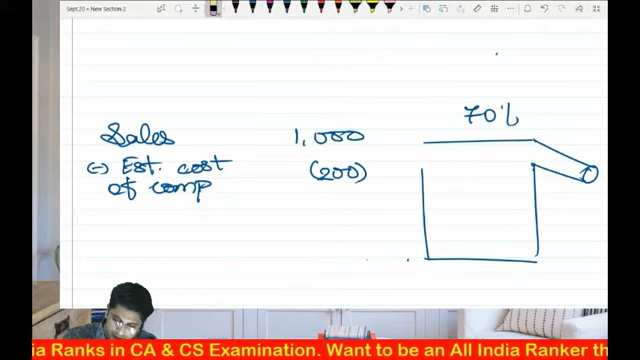 Sept.20 • New Section 2
70%
Sales 1,000
(-) Est. cost (200)
of comp
ia Ranks in CA & CS Examination. Want to be an All India Ranker th